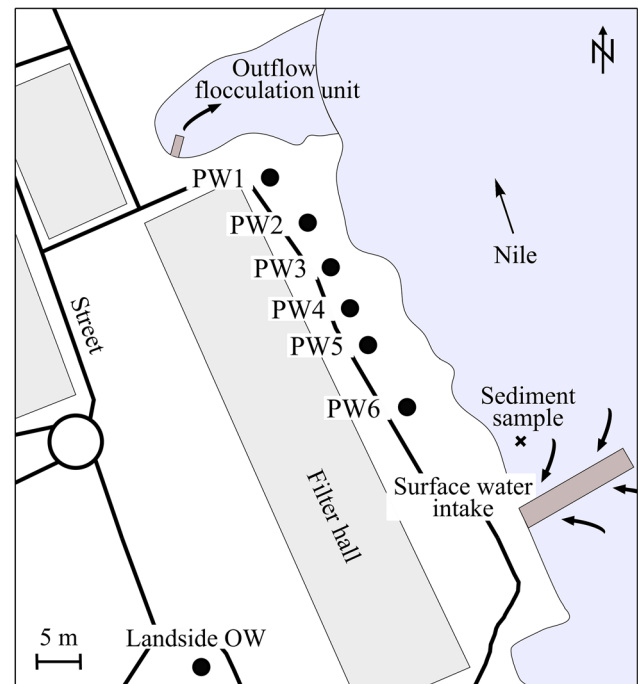 N
Outflow
flocculation unit
PW1
PW2
Nile
PW3
PW4
Street
PW5
Sediment
sample
PW6
Surface water
intake
Filter hall
Landside OW
5 m